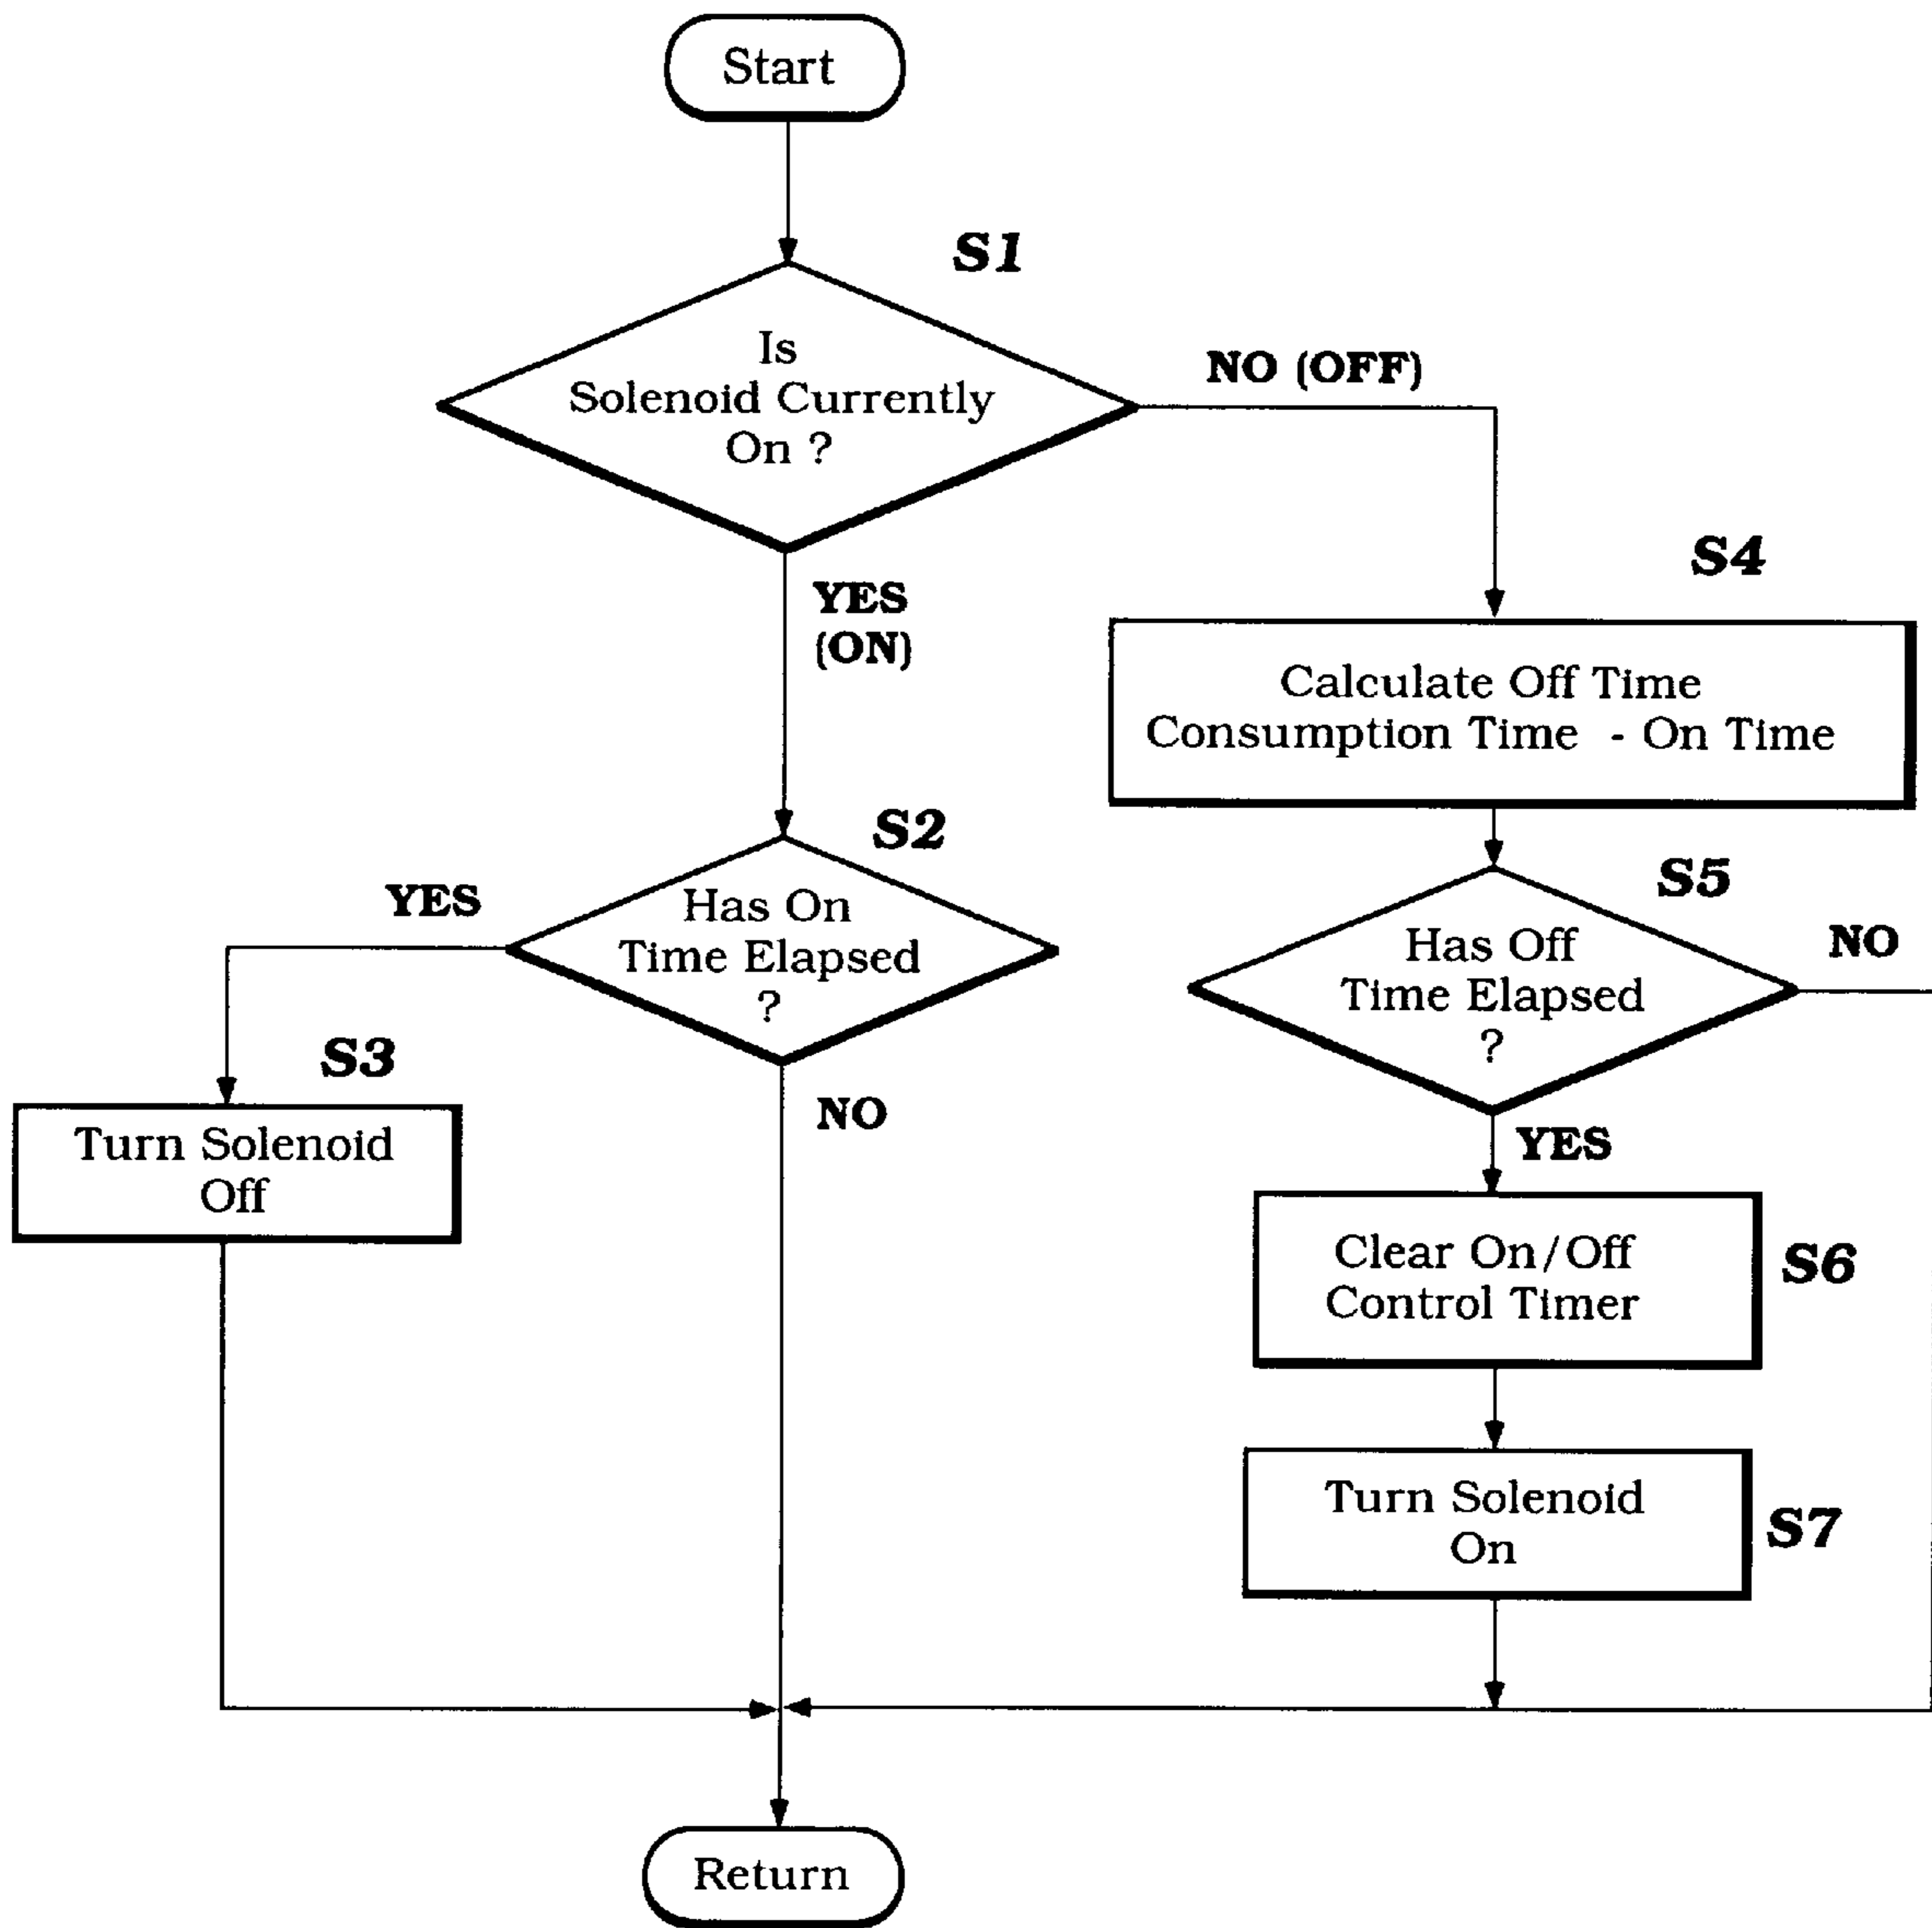 Start
S1
Is
Solenoid Currently
On ?
NO (OFF)
YES
(ON)
S4
Calculate Off Time
Consumption Time - On Time
S2
Has On
Time Elapsed
?
YES
NO
S3
Turn Solenoid
Off
S5
Has Off
Time Elapsed
?
NO
YES
Clear On/Off
Control Timer
S6
Turn Solenoid
On
S7
Return